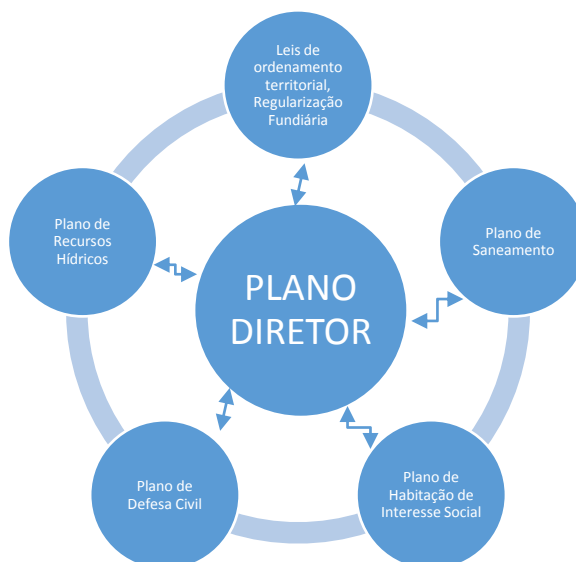 Leis de
ordenamento
territorial,
Regularização
Fundiária
Plano de
Recursos
Hídricos
Plano de
Saneamento
PLANO
DIRETOR
Plano de
Defesa Civil
Plano de
Habitação de
Interesse Social